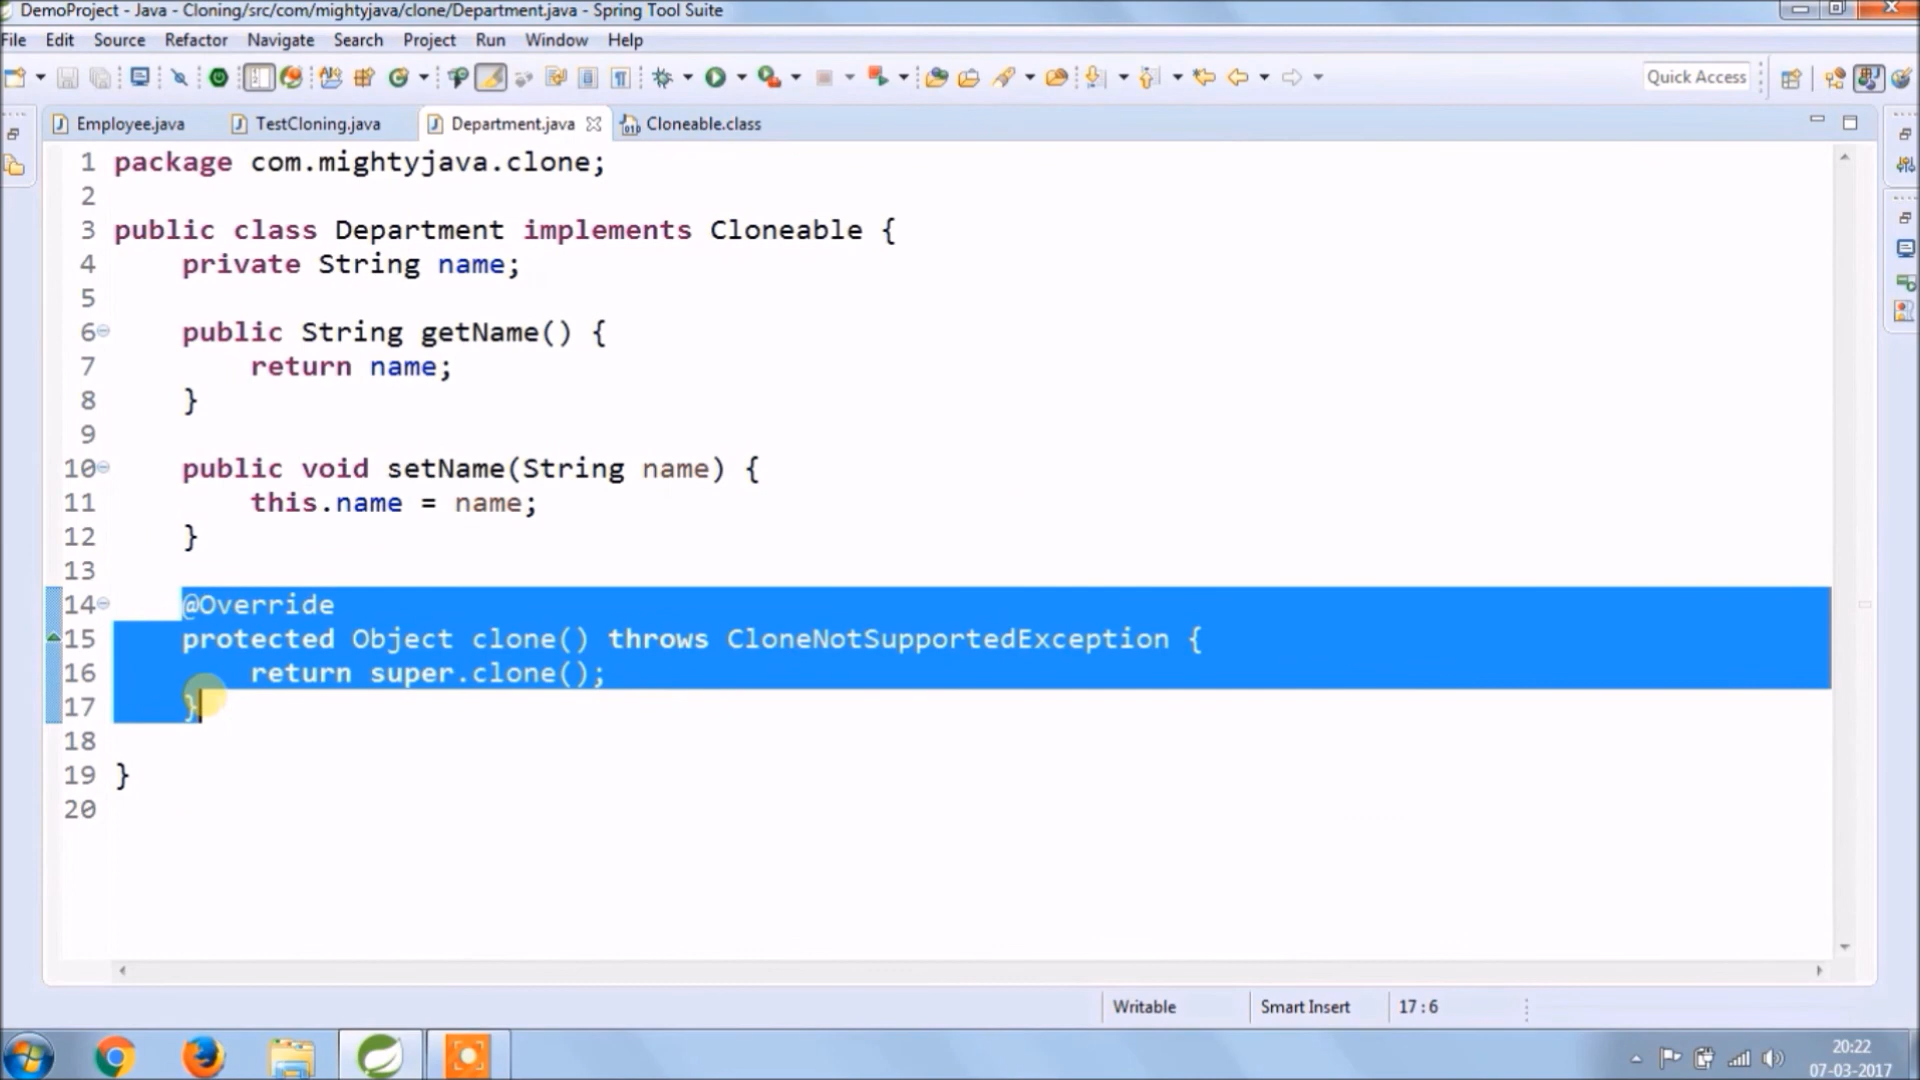 DemoProject - Java - Cloning/src/com/mightyjava/clone/Department.java - Spring Tool Suite
File Edit Source Refactor Navigate Search Project Run Window Help
Quick Access
Employee.java TestCloning.java Department.java Cloneable.class
1 package com.mightyjava.clone;
2
3 public class Department implements Cloneable {
4 private String name;
5
6 public String getName() {
7 return name;
8 }
9
10 public void setName(String name) {
11 this.name = name;
12 }
13
14 @Override
15 protected Object clone() throws CloneNotSupportedException {
16 return super.clone();
17 }
18
19 }
20
Writable Smart Insert 17 : 6
20:22
07-03-2017